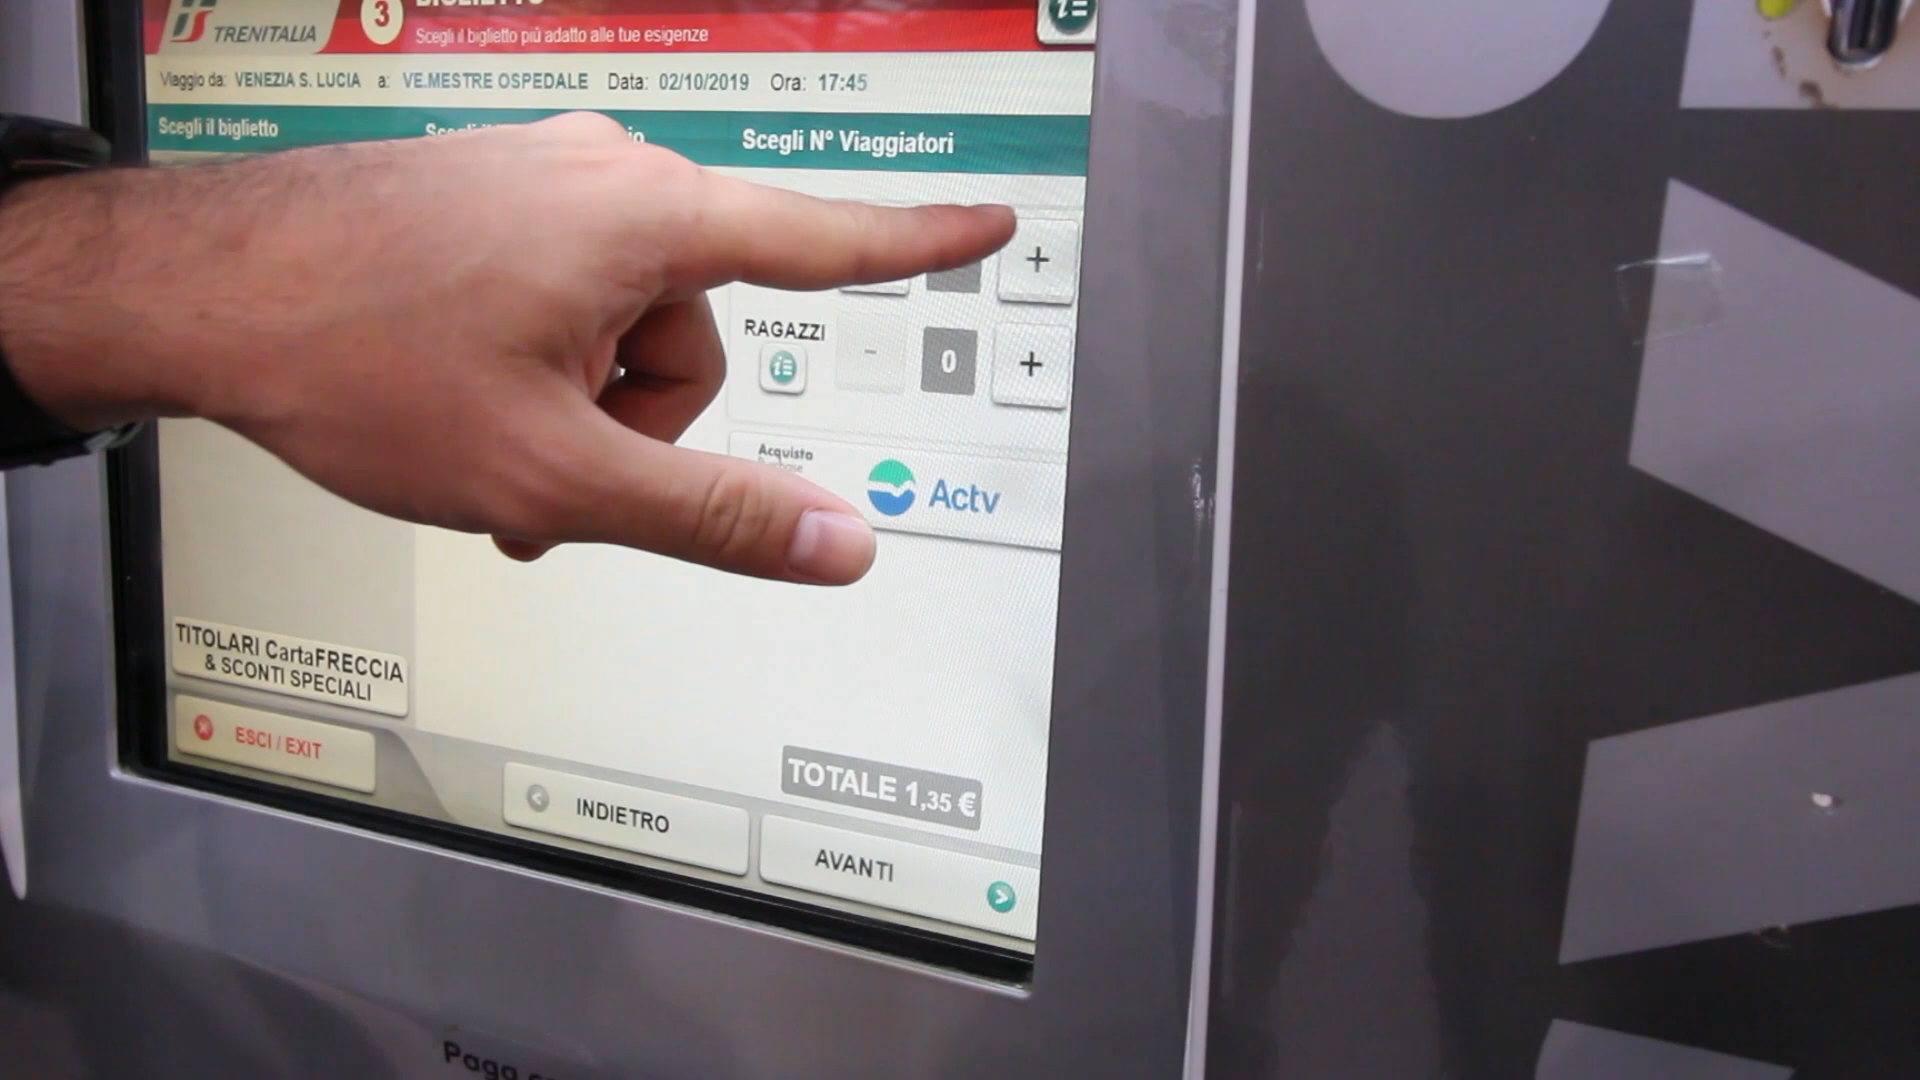 3
BIGLIETTO
TRENITALIA
Scegli il biglietto più adatto alle tue esigenze
Viaggio da: VENEZIA S. LUCIA a: VE.MESTRE OSPEDALE Data: 02/10/2019 Ora: 17:45
Scegli il biglietto
Scegli Nº Viaggiatori
+
RAGAZZI
- 0 +
Acquista
Actv
TITOLARI CartaFRECCIA
& SCONTI SPECIALI
ESCI / EXIT
TOTALE 1,35 €
INDIETRO
AVANTI
Paga